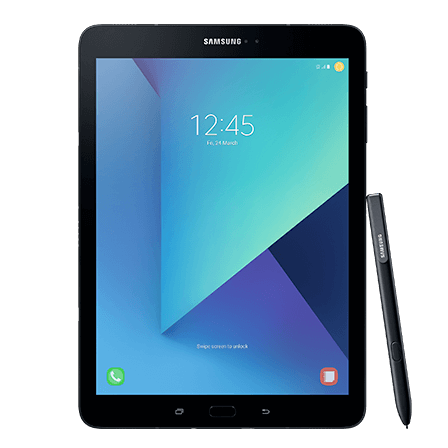 SAMSUNG
12:45
Fri, 24 March
Swipe screen to unlock
SAMSUNG